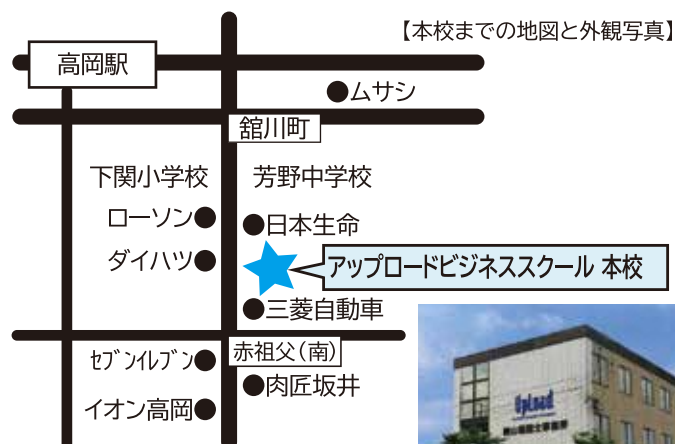 【本校までの地図と外観写真】
高岡駅
●ムサシ
舘川町
下関小学校
芳野中学校
ローソン●
●日本生命
ダイハツ●
アップロードビジネススクール 本校
●三菱自動車
赤祖父(南)
ｾﾌﾞﾝｲﾚﾌﾞﾝ●
●肉匠坂井
イオン高岡●
Upload